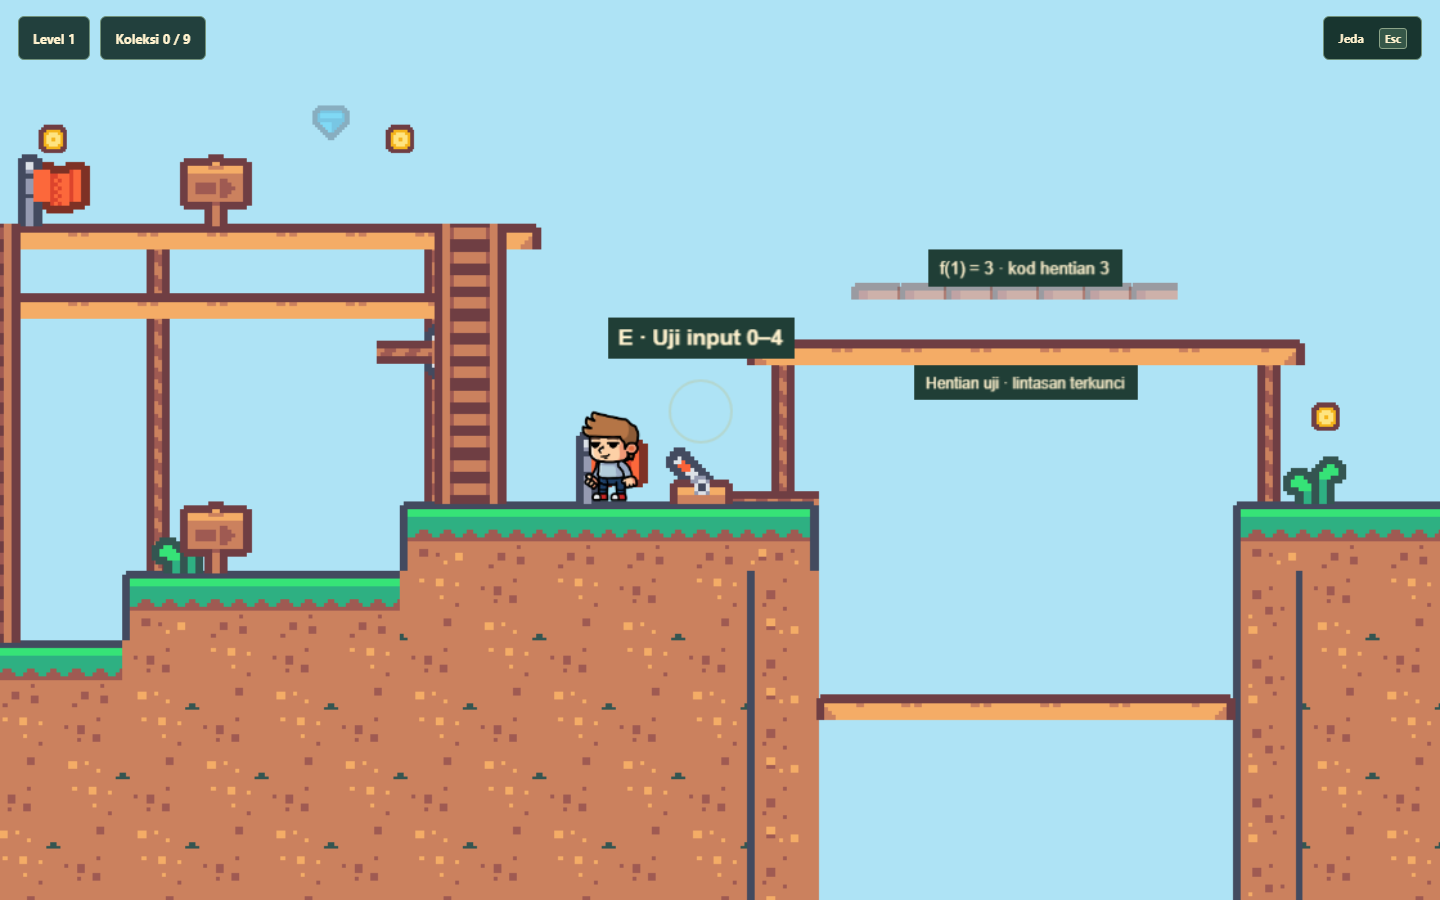 Level 1
Koleksi 0 / 9
Jeda Esc
f(1) = 3 · kod hentian 3
E · Uji input 0–4
Hentian uji · lintasan terkunci